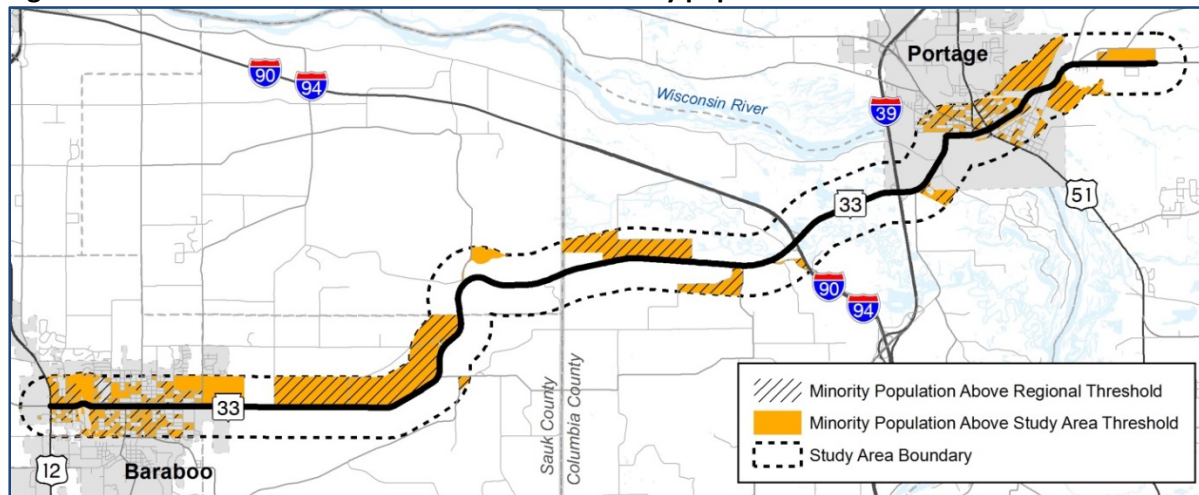 Portage
90
94
Wisconsin River
39
33
51
90
94
Sauk County
Columbia County
33
12
Baraboo
Minority Population Above Regional Threshold
Minority Population Above Study Area Threshold
Study Area Boundary